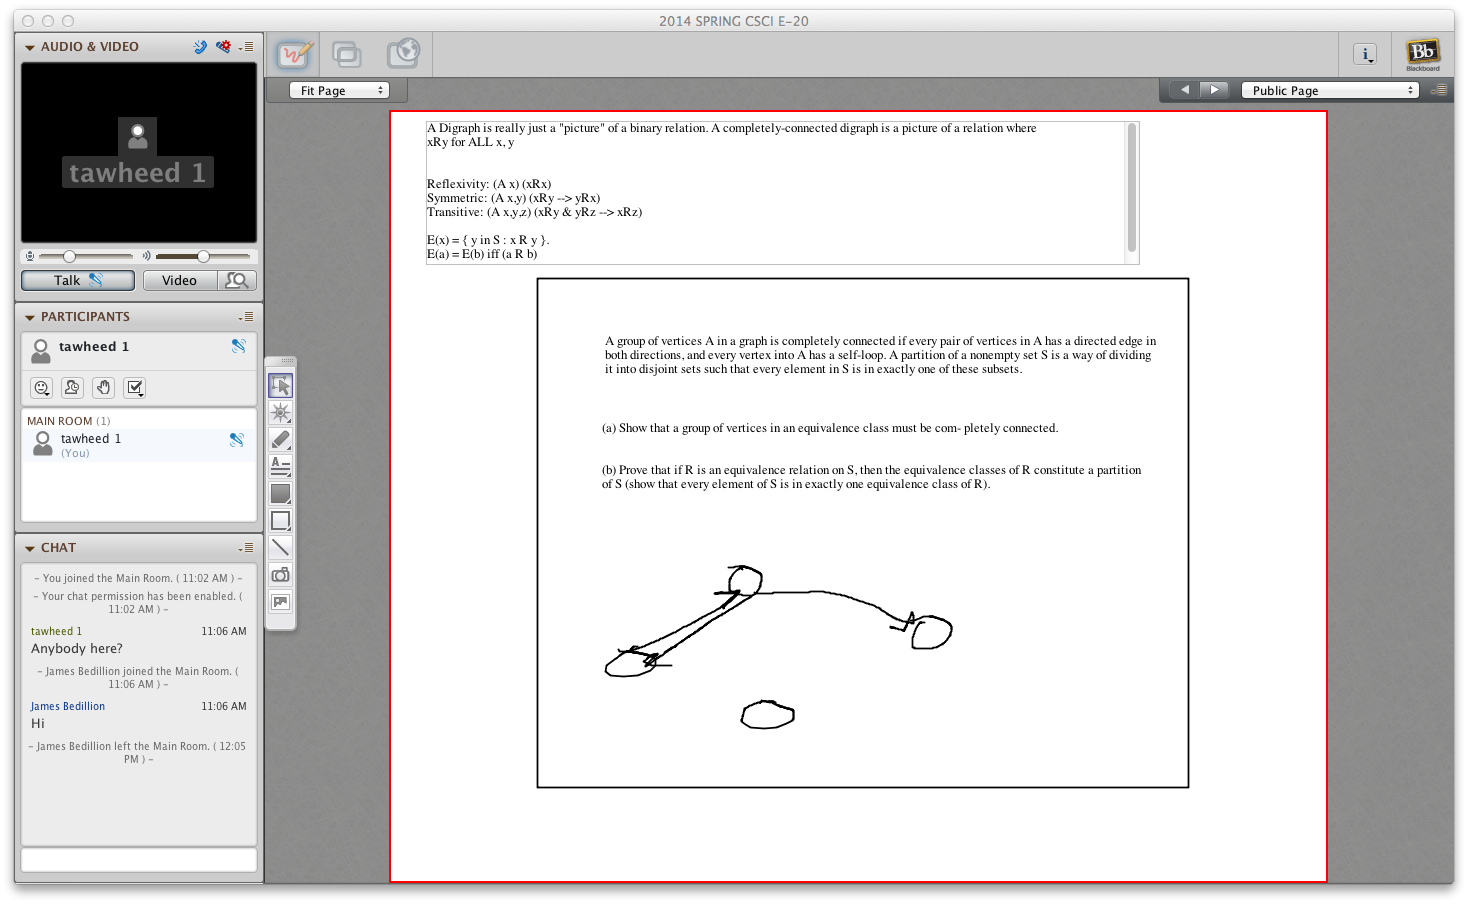 2014 SPRING CSCI E-20
AUDIO & VIDEO
tawheed 1
Talk
Video
PARTICIPANTS
tawheed 1
MAIN ROOM (1)
tawheed 1
(You)
CHAT
– You joined the Main Room. ( 11:02 AM ) –
– Your chat permission has been enabled. (
11:02 AM ) –
tawheed 1 11:06 AM
Anybody here?
– James Bedillion joined the Main Room. (
11:06 AM ) –
James Bedillion 11:06 AM
Hi
– James Bedillion left the Main Room. ( 12:05
PM ) –
i
Bb
Blackboard
Fit Page
Public Page
A Digraph is really just a "picture" of a binary relation. A completely-connected digraph is a picture of a relation where
xRy for ALL x, y
Reflexivity: (A x) (xRx)
Symmetric: (A x,y) (xRy --> yRx)
Transitive: (A x,y,z) (xRy & yRz --> xRz)
E(x) = { y in S : x R y }.
E(a) = E(b) iff (a R b)
A group of vertices A in a graph is completely connected if every pair of vertices in A has a directed edge in
both directions, and every vertex into A has a self-loop. A partition of a nonempty set S is a way of dividing
it into disjoint sets such that every element in S is in exactly one of these subsets.
(a) Show that a group of vertices in an equivalence class must be com- pletely connected.
(b) Prove that if R is an equivalence relation on S, then the equivalence classes of R constitute a partition
of S (show that every element of S is in exactly one equivalence class of R).
A